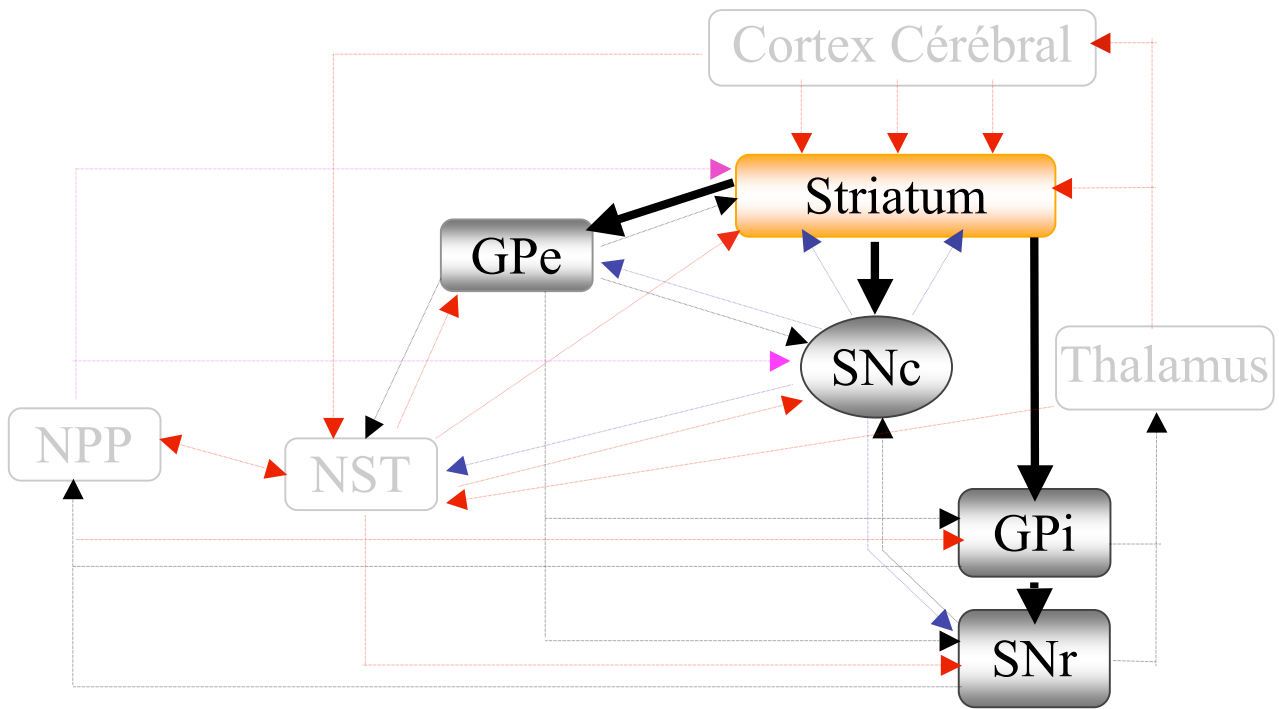 Cortex Cérébral
Striatum
GPe
SNc
Thalamus
NPP
NST
GPi
SNr